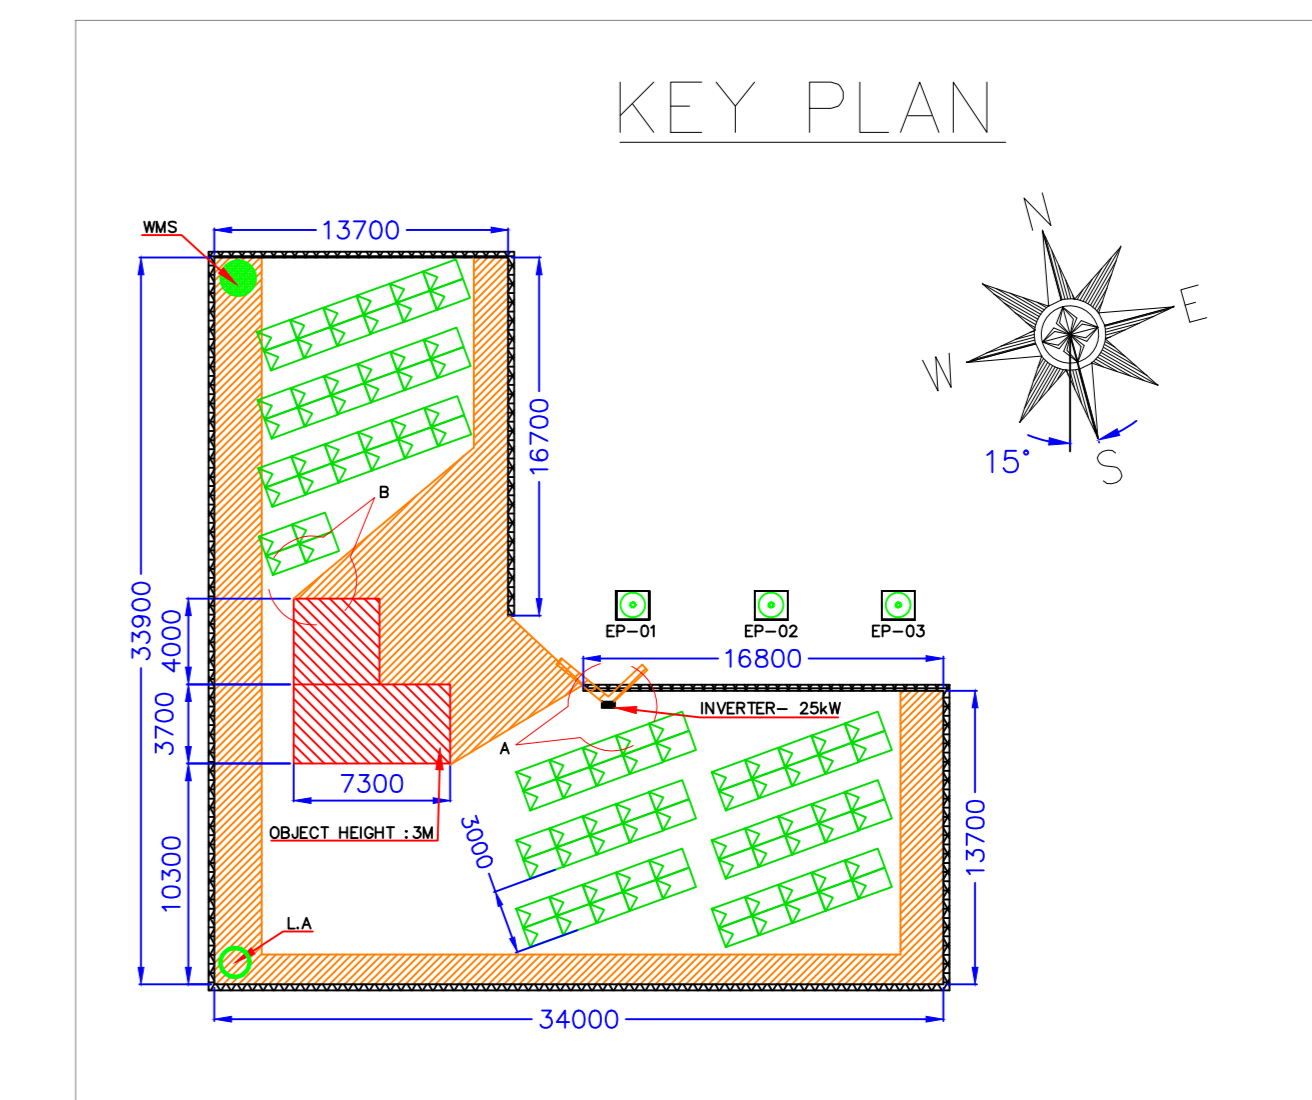 KEY PLAN
N
E
W
S
15°
WMS
13700
16700
B
33900
4000
3700
10300
EP-01
EP-02
EP-03
16800
INVERTER- 25kW
A
7300
OBJECT HEIGHT :3M
3000
13700
L.A
34000